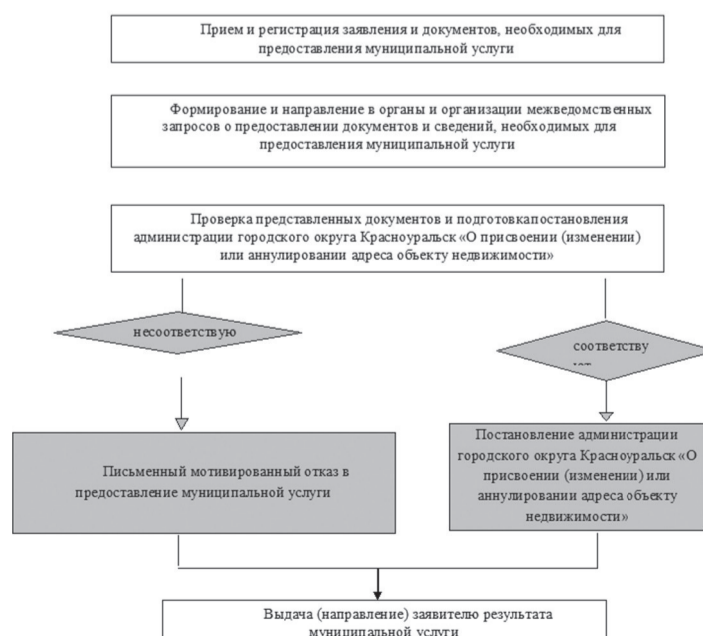 Прием и регистрация заявления и документов, необходимых для
предоставления муниципальной услуги
Формирование и направление в органы и организации межведомственных
запросов о предоставлении документов и сведений, необходимых для
предоставления муниципальной услуги
Проверка представленных документов и подготовкапостановления
администрации городского округа Красноуральск «О присвоении (изменении)
или аннулировании адреса объекту недвижимости»
несоответствую
соответству
Письменный мотивированный отказ в
предоставление муниципальной услуги
Постановление администрации
городского округа Красноуральск «О
присвоении (изменении) или
аннулировании адреса объекту
недвижимости»
Выдача (направление) заявителю результата
муниципальной услуги